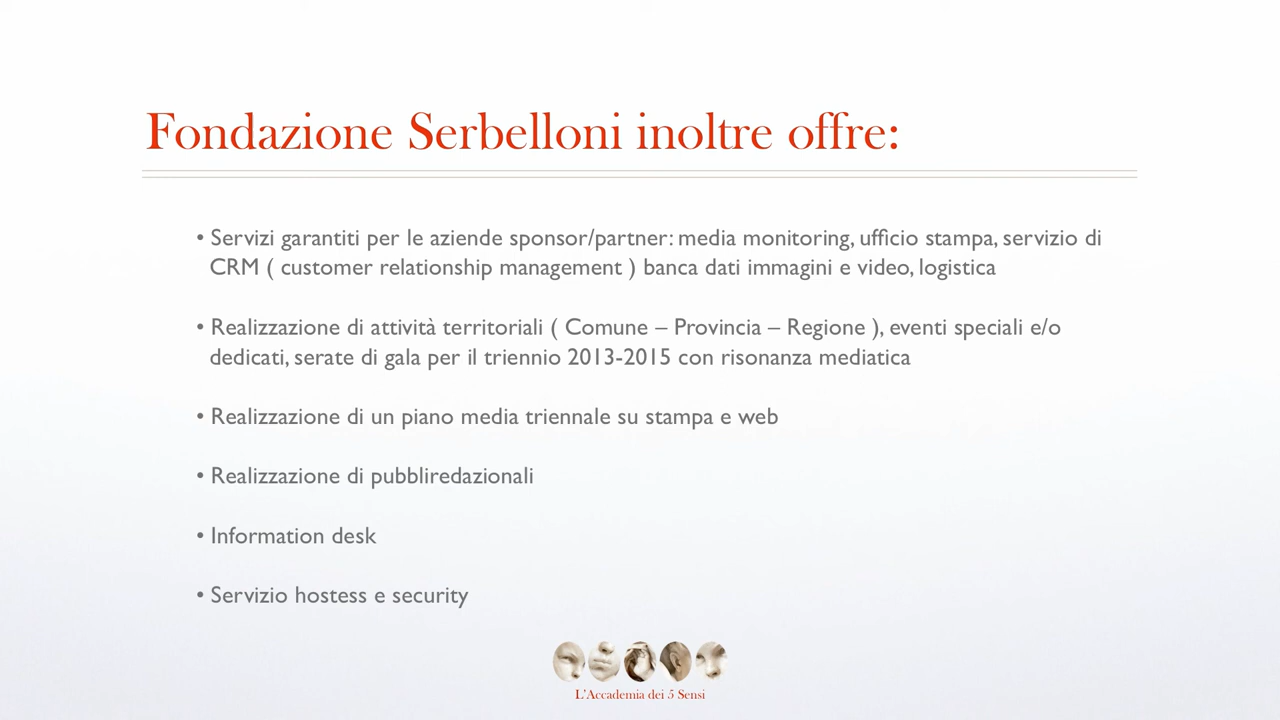 Fondazione Serbelloni inoltre offre:
• Servizi garantiti per le aziende sponsor/partner: media monitoring, ufficio stampa, servizio di
CRM ( customer relationship management ) banca dati immagini e video, logistica
• Realizzazione di attività territoriali ( Comune – Provincia – Regione ), eventi speciali e/o
dedicati, serate di gala per il triennio 2013-2015 con risonanza mediatica
• Realizzazione di un piano media triennale su stampa e web
• Realizzazione di pubbliredazionali
• Information desk
• Servizio hostess e security
L'Accademia dei 5 Sensi